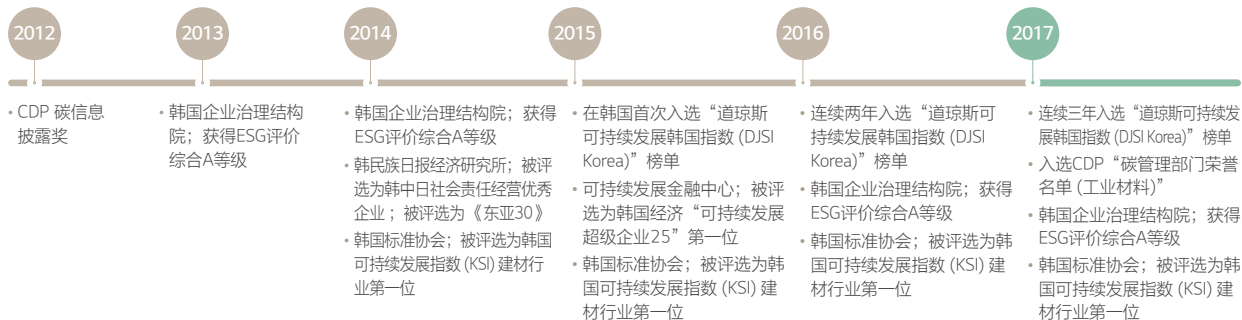 2012
2013
2014
2015
2016
2017
• CDP 碳信息
披露奖
• 韩国企业治理结构
院；获得ESG评价
综合A等级
• 韩国企业治理结构院；获得
ESG评价综合A等级
• 韩民族日报经济研究所；被评
选为韩中日社会责任经营优秀
企业 ；被评选为《东亚30》
• 韩国标准协会；被评选为韩国
可持续发展指数 (KSI) 建材行
业第一位
• 在韩国首次入选“道琼斯
可持续发展韩国指数 (DJSI
Korea)”榜单
• 可持续发展金融中心；被评
选为韩国经济“可持续发展
超级企业25”第一位
• 韩国标准协会；被评选为韩
国可持续发展指数 (KSI) 建
材行业第一位
• 连续两年入选“道琼斯可
持续发展韩国指数 (DJSI
Korea)”榜单
• 韩国企业治理结构院；获得
ESG评价综合A等级
• 韩国标准协会；被评选为韩
国可持续发展指数 (KSI) 建
材行业第一位
• 连续三年入选“道琼斯可持续发
展韩国指数 (DJSI Korea)”榜单
• 入选CDP“碳管理部门荣誉
名单 (工业材料)”
• 韩国企业治理结构院；获得
ESG评价综合A等级
• 韩国标准协会；被评选为韩
国可持续发展指数 (KSI) 建
材行业第一位